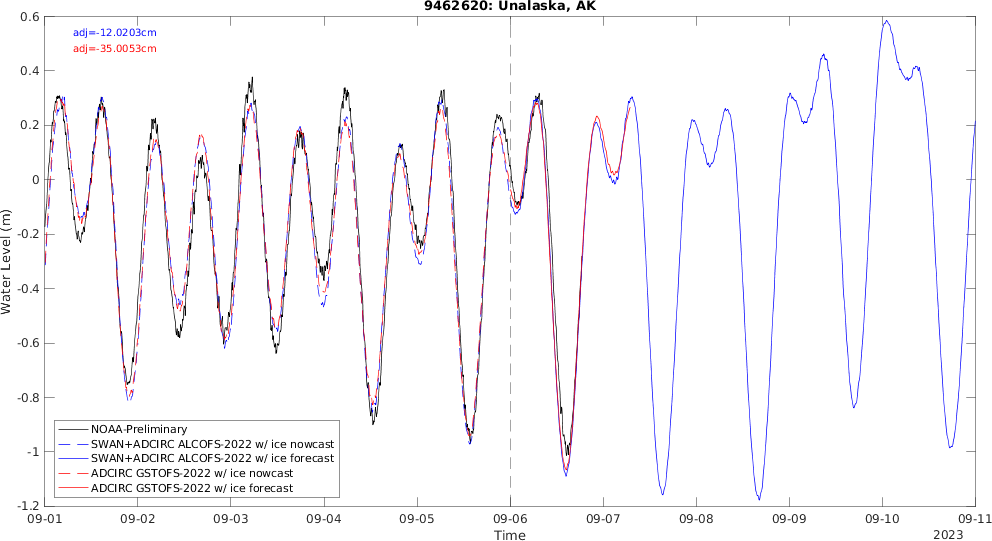 9462620: Unalaska, AK
adj=-12.0203cm
adj=-35.0053cm
0.6
0.4
0.2
0
-0.2
-0.4
-0.6
-0.8
-1
-1.2
Water Level (m)
NOAA-Preliminary
SWAN+ADCIRC ALCOFS-2022 w/ ice nowcast
SWAN+ADCIRC ALCOFS-2022 w/ ice forecast
ADCIRC GSTOFS-2022 w/ ice nowcast
ADCIRC GSTOFS-2022 w/ ice forecast
09-01 09-02 09-03 09-04 09-05 09-06 09-07 09-08 09-09 09-10 09-11
Time
2023